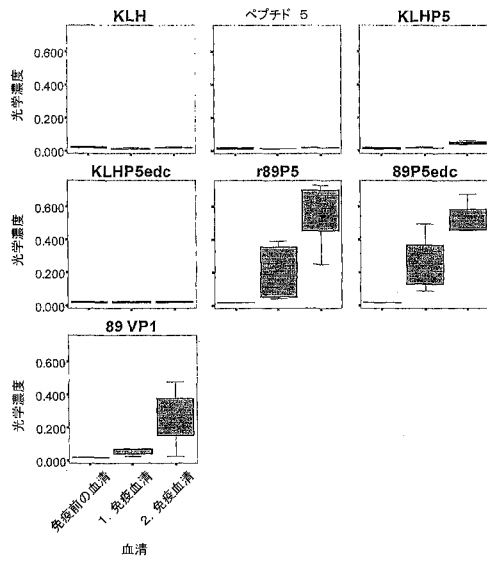 KLH
ペプチド 5
KLHP5
光学濃度
0.600
0.400
0.200
0.000
KLHP5edc
r89P5
89P5edc
光学濃度
0.600
0.400
0.200
0.000
89 VP1
光学濃度
0.600
0.400
0.200
0.000
免疫前の血清
1. 免疫血清
2. 免疫血清
血清